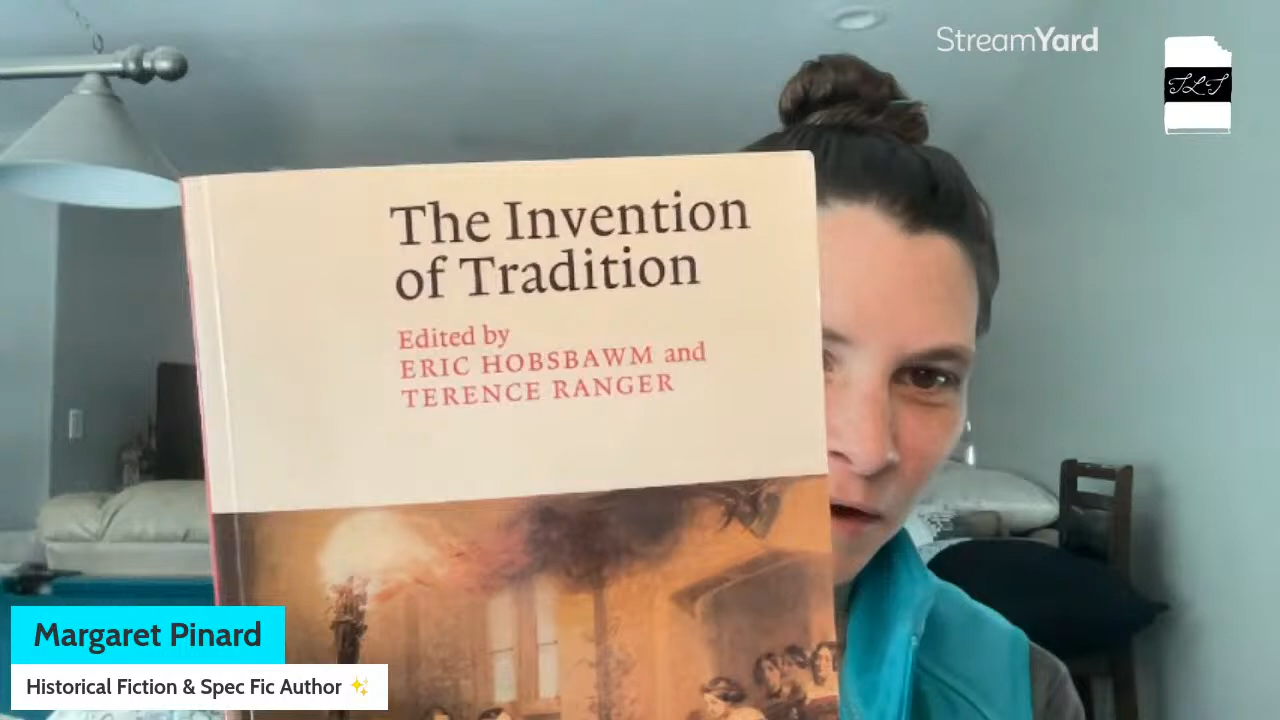 StreamYard
TLT
The Invention
of Tradition
Edited by
ERIC HOBSBAWM and
TERENCE RANGER
Margaret Pinard
Historical Fiction & Spec Fic Author ✨